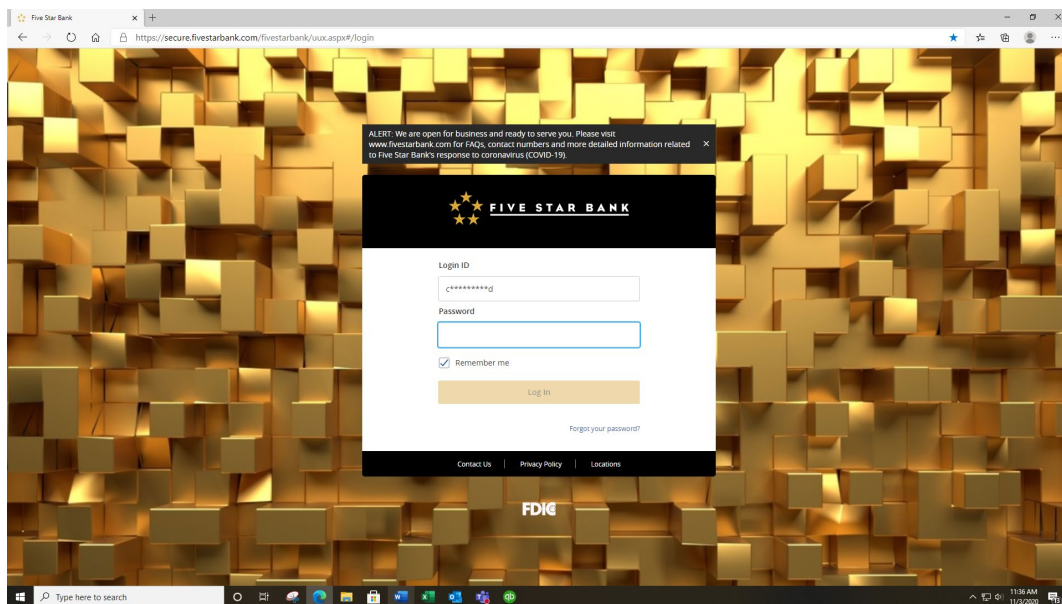 Five Star Bank
https://secure.fivestarbank.com/fivestarbank/uux.aspx#/login
ALERT: We are open for business and ready to serve you. Please visit
www.fivestarbank.com for FAQs, contact numbers and more detailed information related
to Five Star Bank's response to coronavirus (COVID-19).
FIVE STAR BANK
Login ID
c*********d
Password
Remember me
Log In
Forgot your password?
Contact Us | Privacy Policy | Locations
FDIC
Type here to search
11:36 AM
11/3/2020